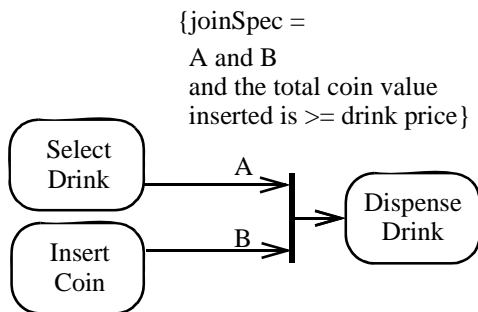 {joinSpec =
A and B
and the total coin value
inserted is >= drink price}
Select
Drink
A
Dispense
Drink
B
Insert
Coin